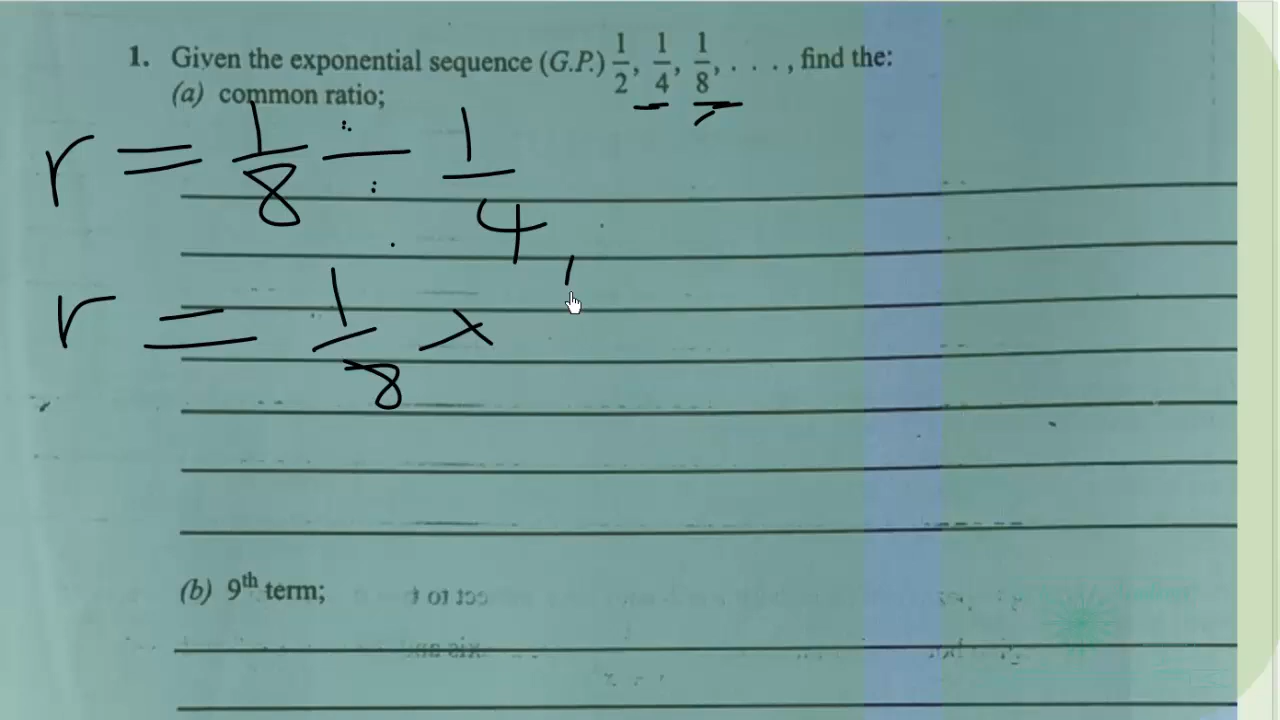 1. Given the exponential sequence (G.P.) 1/2, 1/4, 1/8, . . . ., find the:
(a) common ratio;
r = 1/8 ÷ 1/4
r = 1/8 ×
(b) 9th term;